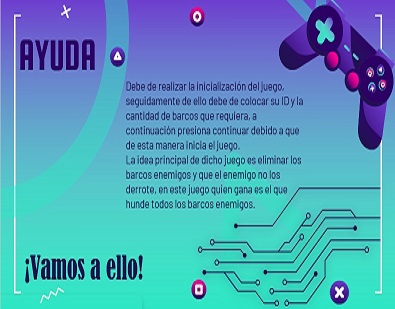 AYUDA
Debe de realizar la inicialización del juego,
seguidamente de ello debe de colocar su ID y la
cantidad de barcos que requiera, a
continuación presiona continuar debido a que
de esta manera inicia el juego.
La idea principal de dicho juego es eliminar los
barcos enemigos y que el enemigo no los
derrote, en este juego quien gana es el que
hunde todos los barcos enemigos.
¡Vamos a ello!